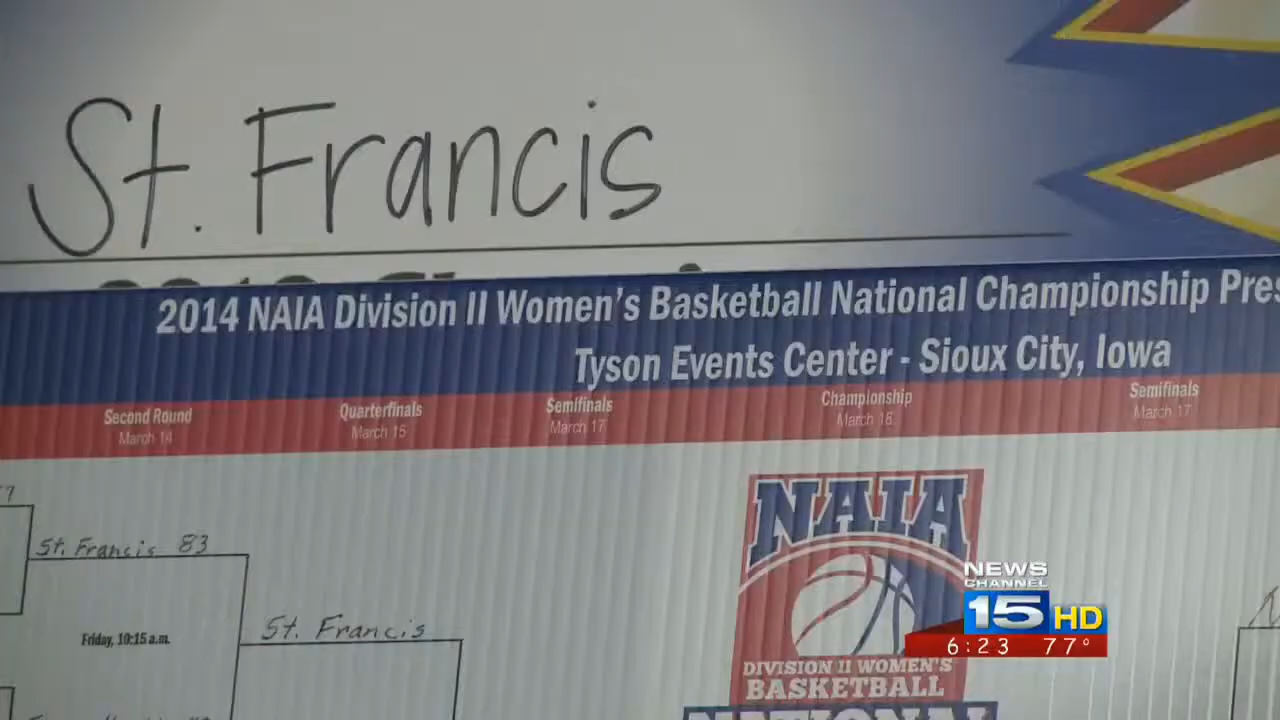 St. Francis
2014 NAIA Division II Women's Basketball National Championship Pres
Tyson Events Center - Sioux City, Iowa
Second Round
March 14
Quarterfinals
March 15
Semifinals
March 17
Championship
March 18
Semifinals
March 17
St. Francis 83
Friday, 10:15 a.m.
St. Francis
NAIA
DIVISION II WOMEN'S
BASKETBALL
NATIONAL
NEWS
CHANNEL
15 HD
6:23 77°